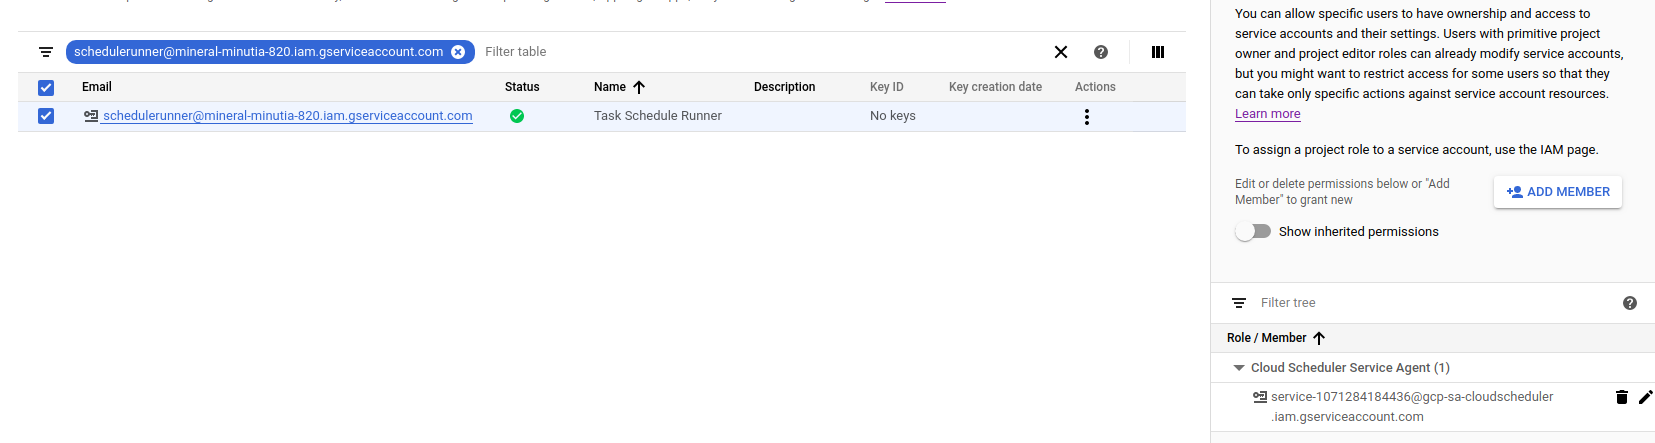 schedulerunner@mineral-minutia-820.iam.gserviceaccount.com Filter table
Email Status Name Description Key ID Key creation date Actions
schedulerunner@mineral-minutia-820.iam.gserviceaccount.com Task Schedule Runner No keys
You can allow specific users to have ownership and access to
service accounts and their settings. Users with primitive project
owner and project editor roles can already modify service accounts,
but you might want to restrict access for some users so that they
can take only specific actions against service account resources.
Learn more
To assign a project role to a service account, use the IAM page.
Edit or delete permissions below or "Add
Member" to grant new
ADD MEMBER
Show inherited permissions
Filter tree
Role / Member
Cloud Scheduler Service Agent (1)
service-1071284184436@gcp-sa-cloudscheduler
.iam.gserviceaccount.com